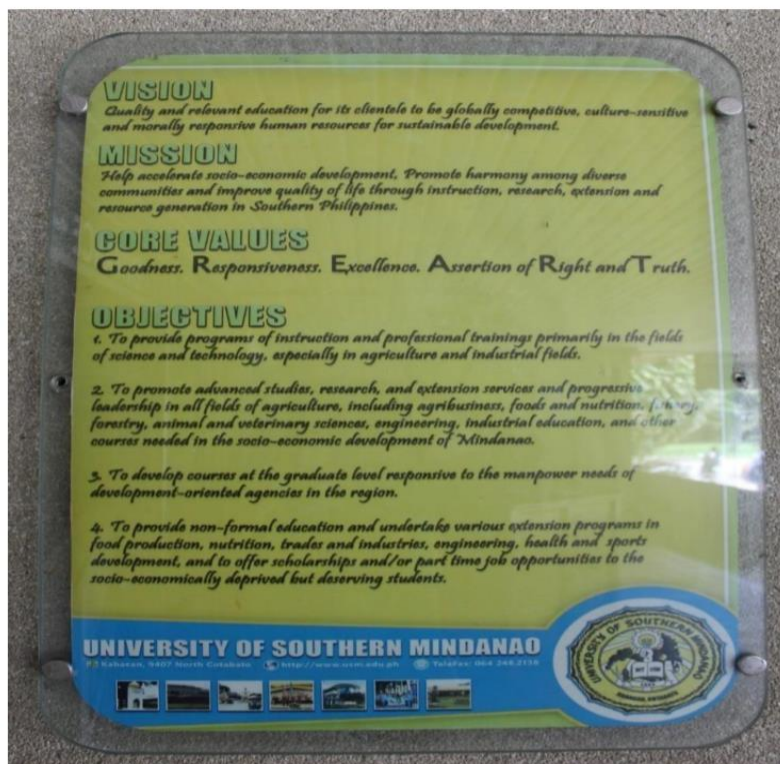 VISION
Quality and relevant education for its clientele to be globally competitive, culture-sensitive
and morally responsive human resources for sustainable development.
MISSION
Help accelerate socio-economic development, Promote harmony among diverse
communities and improve quality of life through instruction, research, extension and
resource generation in Southern Philippines.
CORE VALUES
Goodness. Responsiveness. Excellence. Assertion of Right and Truth.
OBJECTIVES
1. To provide programs of instruction and professional trainings primarily in the fields
of science and technology, especially in agriculture and industrial fields.
2. To promote advanced studies, research, and extension services and progressive
leadership in all fields of agriculture, including agribusiness, foods and nutrition, fishery,
forestry, animal and veterinary sciences, engineering, industrial education, and other
courses needed in the socio-economic development of Mindanao.
3. To develop courses at the graduate level responsive to the manpower needs of
development-oriented agencies in the region.
4. To provide non-formal education and undertake various extension programs in
food production, nutrition, trades and industries, engineering, health and sports
development, and to offer scholarships and/or part time job opportunities to the
socio-economically deprived but deserving students.
UNIVERSITY OF SOUTHERN MINDANAO
Kabacan, 9407 North Cotabato http://www.usm.edu.ph TeleFax: 064 248.2138
UNIVERSITY OF SOUTHERN MINDANAO